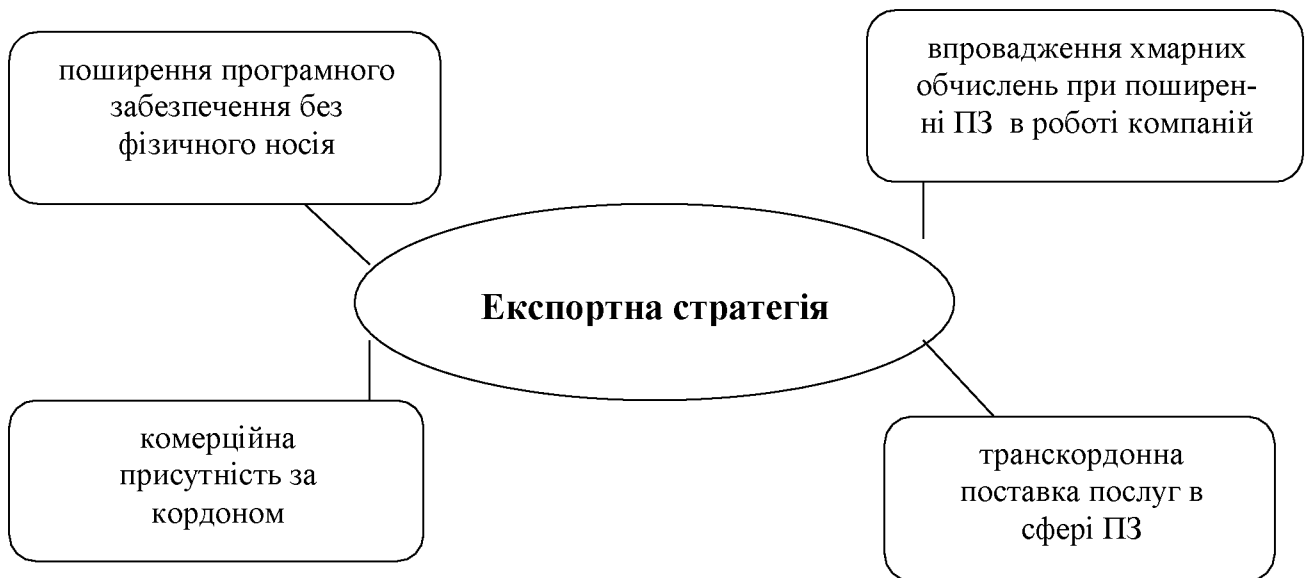 поширення програмного
забезпечення без
фізичного носія
впровадження хмарних
обчислень при поширен-
ні ПЗ в роботі компаній
Експортна стратегія
комерційна
присутність за
кордоном
транскордонна
поставка послуг в
сфері ПЗ